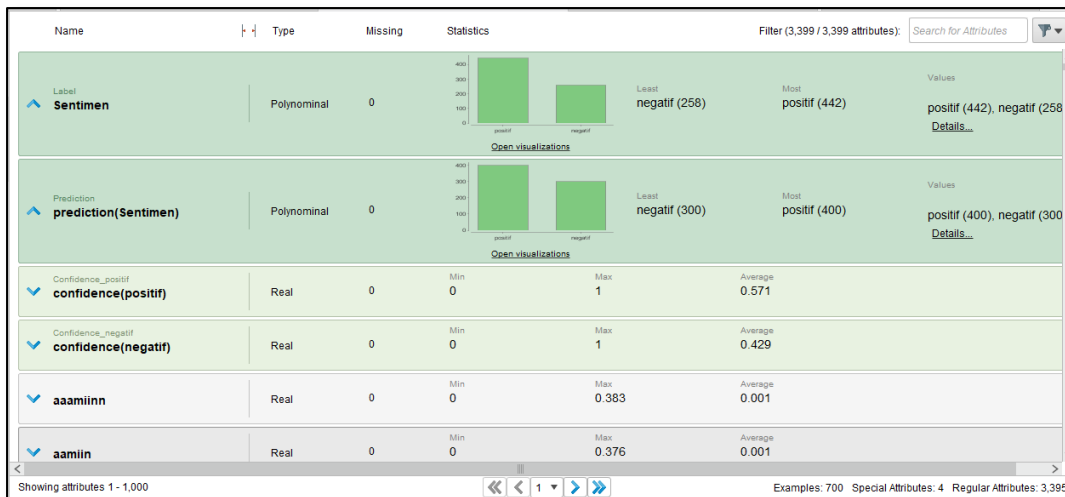 Name Type Missing Statistics Filter (3,399 / 3,399 attributes): Search for Attributes
Label
Sentimen
Polynominal
0
400
300
200
100
0
positif negatif
Open visualizations
Least
negatif (258)
Most
positif (442)
Values
positif (442), negatif (258
Details...
Prediction
prediction(Sentimen)
Polynominal
0
400
300
200
100
0
positif negatif
Open visualizations
Least
negatif (300)
Most
positif (400)
Values
positif (400), negatif (300
Details...
Confidence_positif
confidence(positif)
Real
0
Min
0
Max
1
Average
0.571
Confidence_negatif
confidence(negatif)
Real
0
Min
0
Max
1
Average
0.429
aaamiinn
Real
0
Min
0
Max
0.383
Average
0.001
aamiin
Real
0
Min
0
Max
0.376
Average
0.001
Showing attributes 1 - 1,000
1
Examples: 700 Special Attributes: 4 Regular Attributes: 3,395